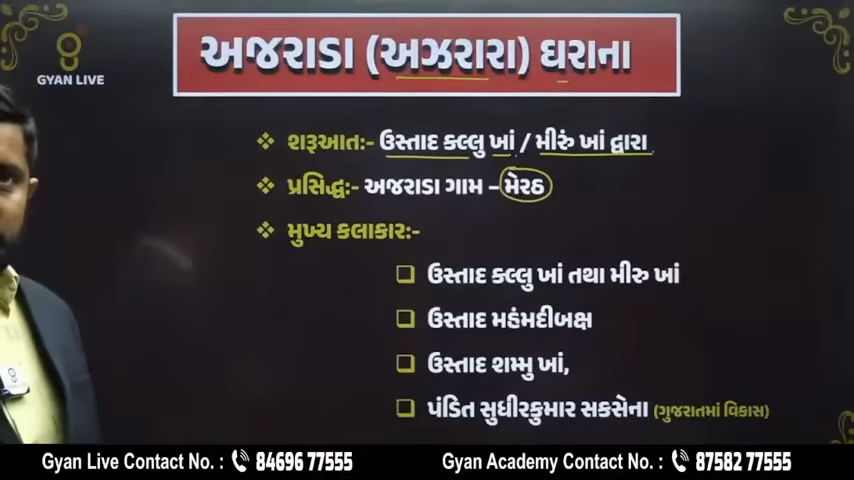 અજરાડા (અઝરારા) ઘરાના
GYAN LIVE
❖ શરૂઆત:- ઉસ્તાદ કલ્લુ ખાં / મીરું ખાં દ્વારા
❖ પ્રસિદ્ધ:- અજરાડા ગામ – મેરઠ
❖ મુખ્ય કલાકાર:-
❑ ઉસ્તાદ કલ્લુ ખાં તથા મીરુ ખાં
❑ ઉસ્તાદ મહંમદીબક્ષ
❑ ઉસ્તાદ શમ્મુ ખાં,
❑ પંડિત સુધીરકુમાર સકસેના (ગુજરાતમાં વિકાસ)
Gyan Live Contact No. : 84696 77555
Gyan Academy Contact No. : 87582 77555